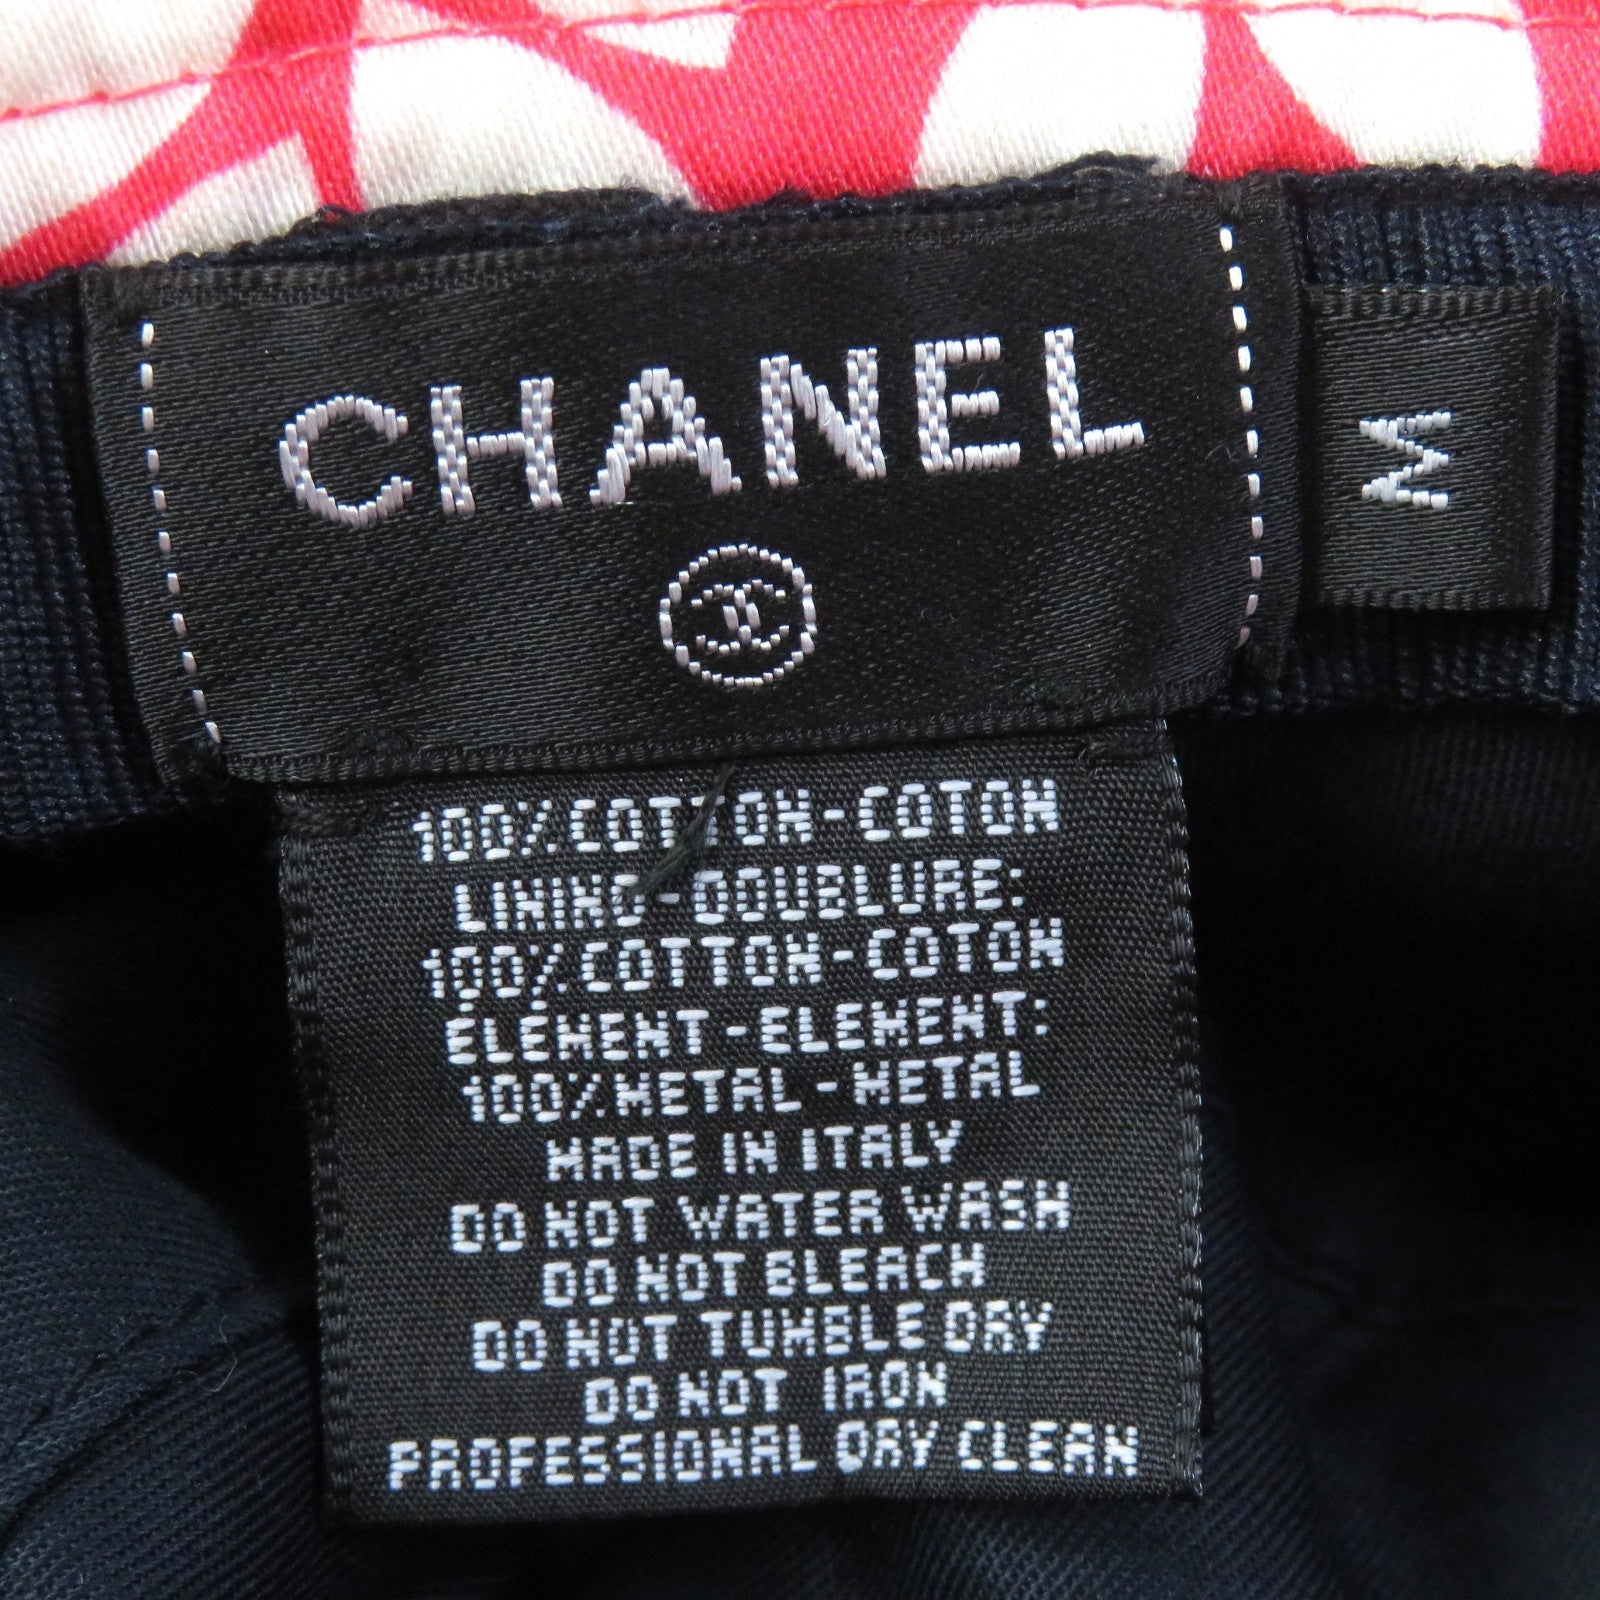 CHANEL
M
100% COTTON-COTON
LINING-DOUBLURE:
100% COTTON-COTON
ÉLÉMENT-ELEMENT:
100% METAL-METAL
MADE IN ITALY
DO NOT WATER WASH
DO NOT BLEACH
DO NOT TUMBLE DRY
DO NOT IRON
PROFESSIONAL DRY CLEAN